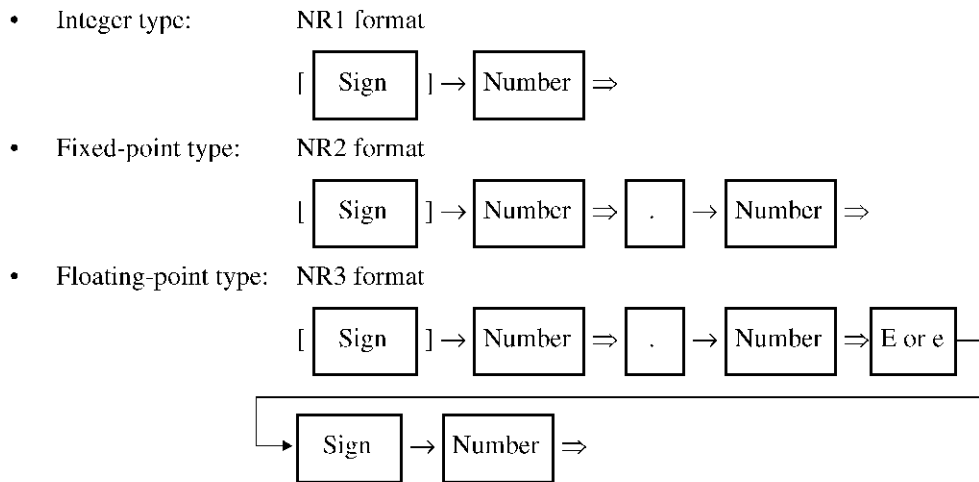 • Integer type: NR1 format
[ Sign ] → Number ⇒
• Fixed-point type: NR2 format
[ Sign ] → Number ⇒ . → Number ⇒
• Floating-point type: NR3 format
[ Sign ] → Number ⇒ . → Number ⇒ E or e
Sign → Number ⇒